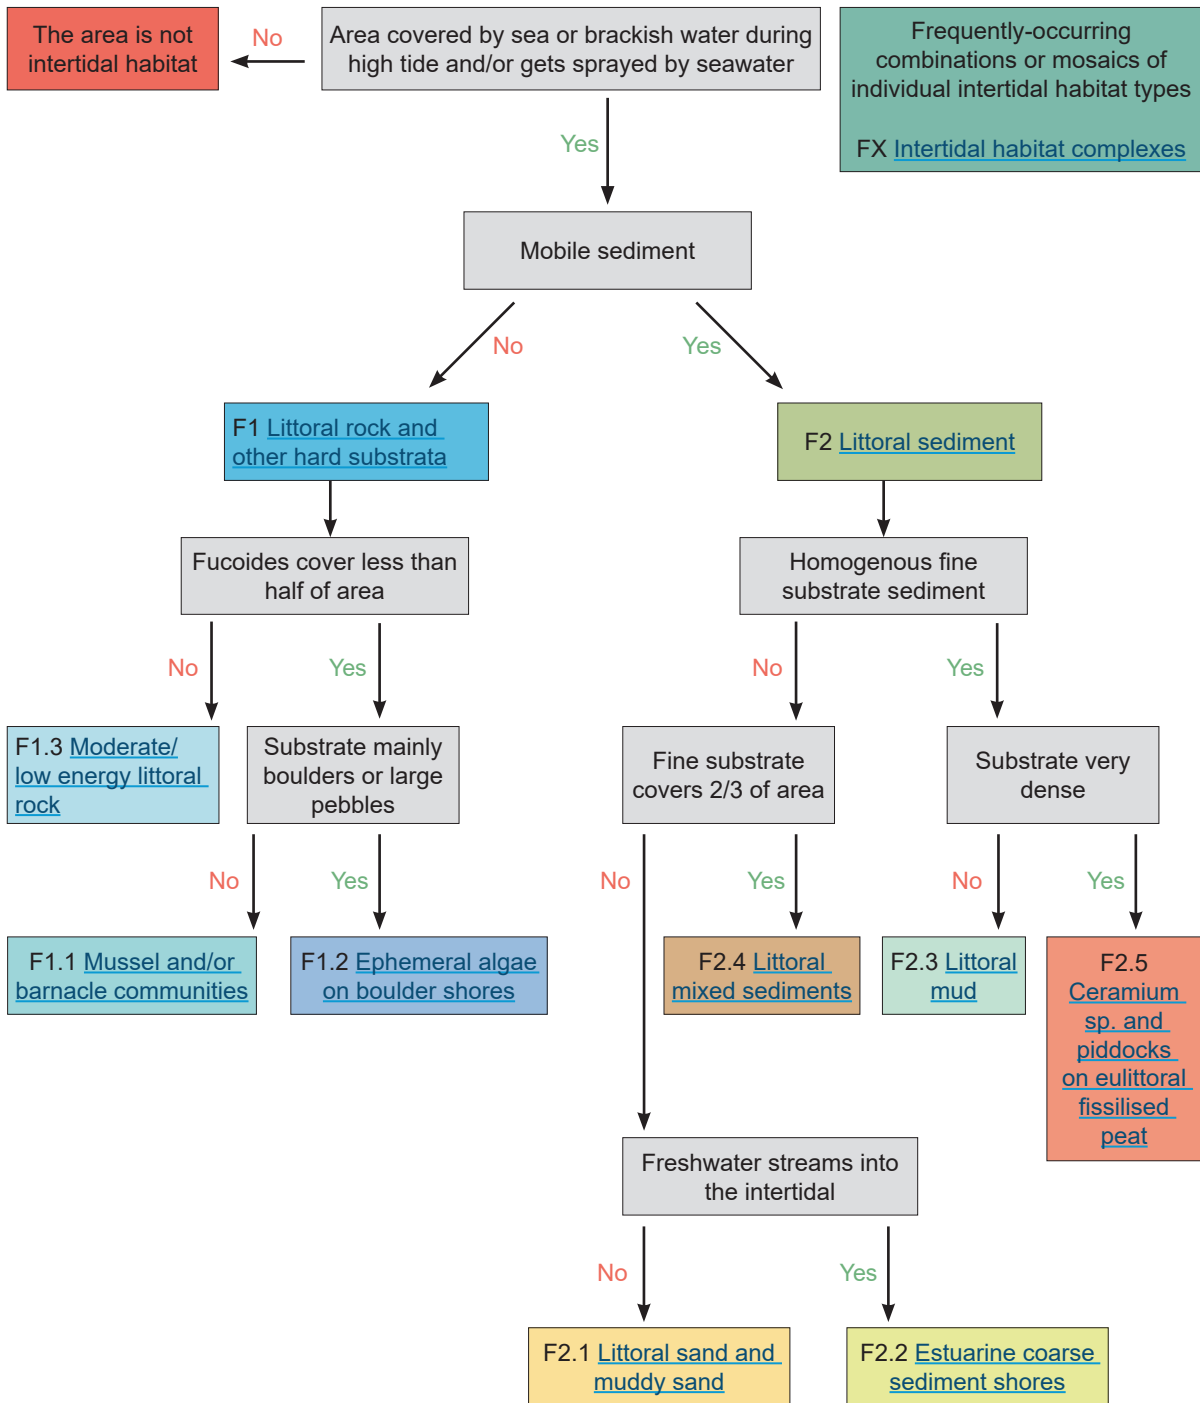 The area is not
intertidal habitat
No
Area covered by sea or brackish water during
high tide and/or gets sprayed by seawater
Frequently-occurring
combinations or mosaics of
individual intertidal habitat types
FX Intertidal habitat complexes
Yes
Mobile sediment
No
Yes
F1 Littoral rock and
other hard substrata
F2 Littoral sediment
Fucoides cover less than
half of area
Homogenous fine
substrate sediment
No
Yes
No
Yes
F1.3 Moderate/
low energy littoral
rock
Substrate mainly
boulders or large
pebbles
Fine substrate
covers 2/3 of area
Substrate very
dense
No
Yes
No
Yes
No
Yes
F1.1 Mussel and/or
barnacle communities
F1.2 Ephemeral algae
on boulder shores
F2.4 Littoral
mixed sediments
F2.3 Littoral
mud
F2.5
Ceramium
sp. and
piddocks
on eulittoral
fissilised
peat
Freshwater streams into
the intertidal
No
Yes
F2.1 Littoral sand and
muddy sand
F2.2 Estuarine coarse
sediment shores